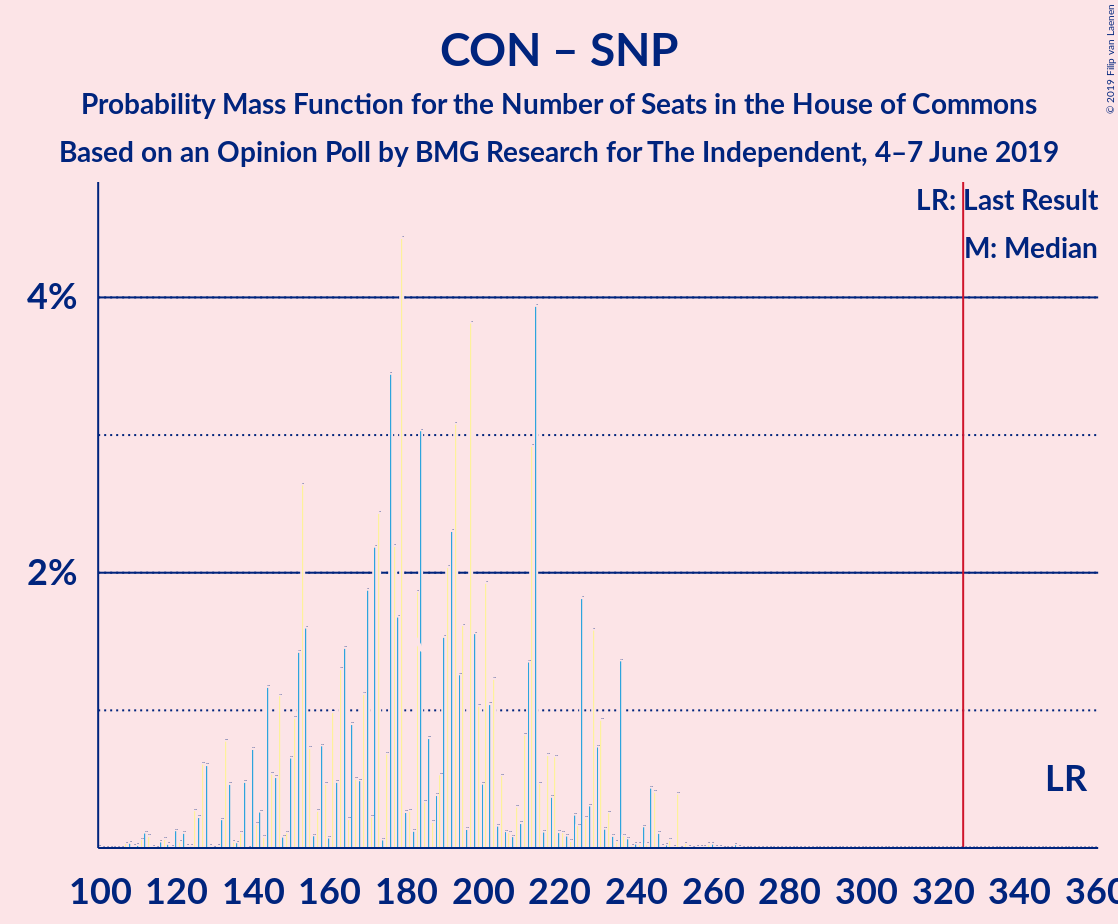 CON – SNP
Probability Mass Function for the Number of Seats in the House of Commons
Based on an Opinion Poll by BMG Research for The Independent, 4–7 June 2019
© 2019 Filip van Laenen
LR: Last Result
M: Median
4%
2%
LR
100 120 140 160 180 200 220 240 260 280 300 320 340 360